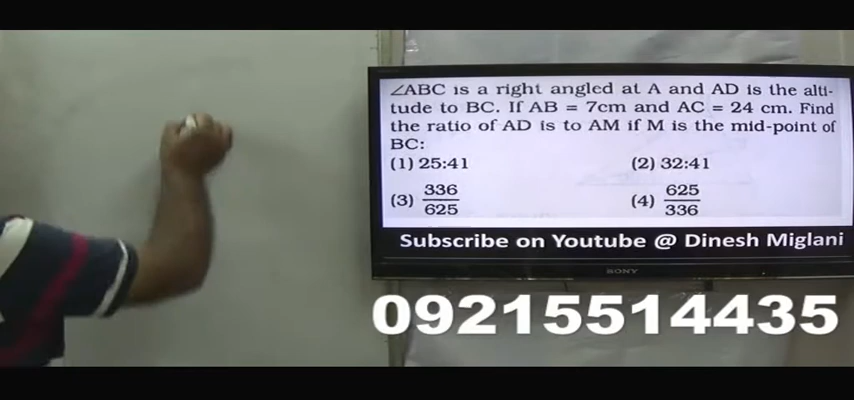 ∠ABC is a right angled at A and AD is the alti-
tude to BC. If AB = 7cm and AC = 24 cm. Find
the ratio of AD is to AM if M is the mid-point of
BC:
(1) 25:41 (2) 32:41
(3) 336/625 (4) 625/336
Subscribe on Youtube @ Dinesh Miglani
SONY
09215514435